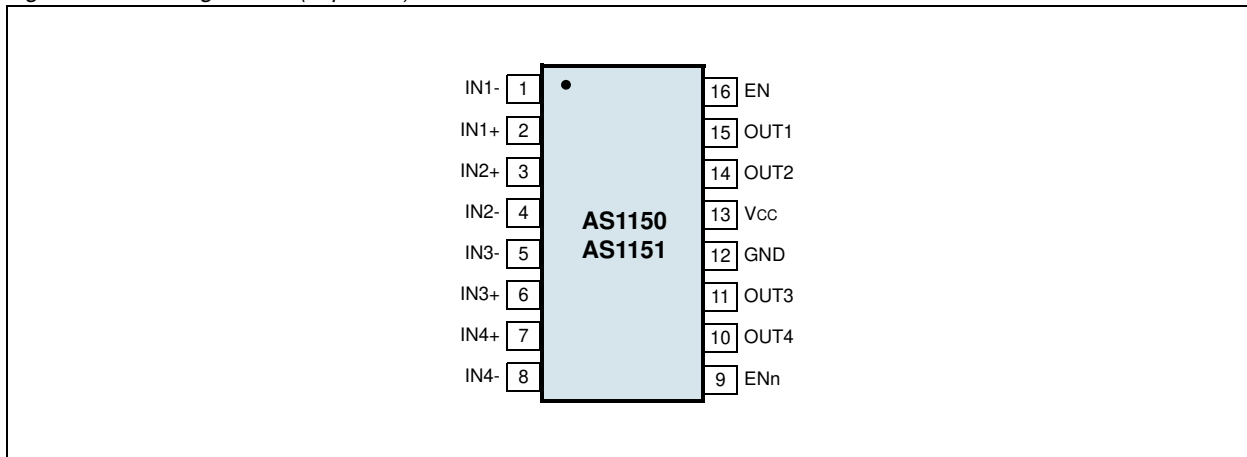 IN1- 1
IN1+ 2
IN2+ 3
IN2- 4
IN3- 5
IN3+ 6
IN4+ 7
IN4- 8
AS1150
AS1151
16 EN
15 OUT1
14 OUT2
13 VCC
12 GND
11 OUT3
10 OUT4
9 ENn